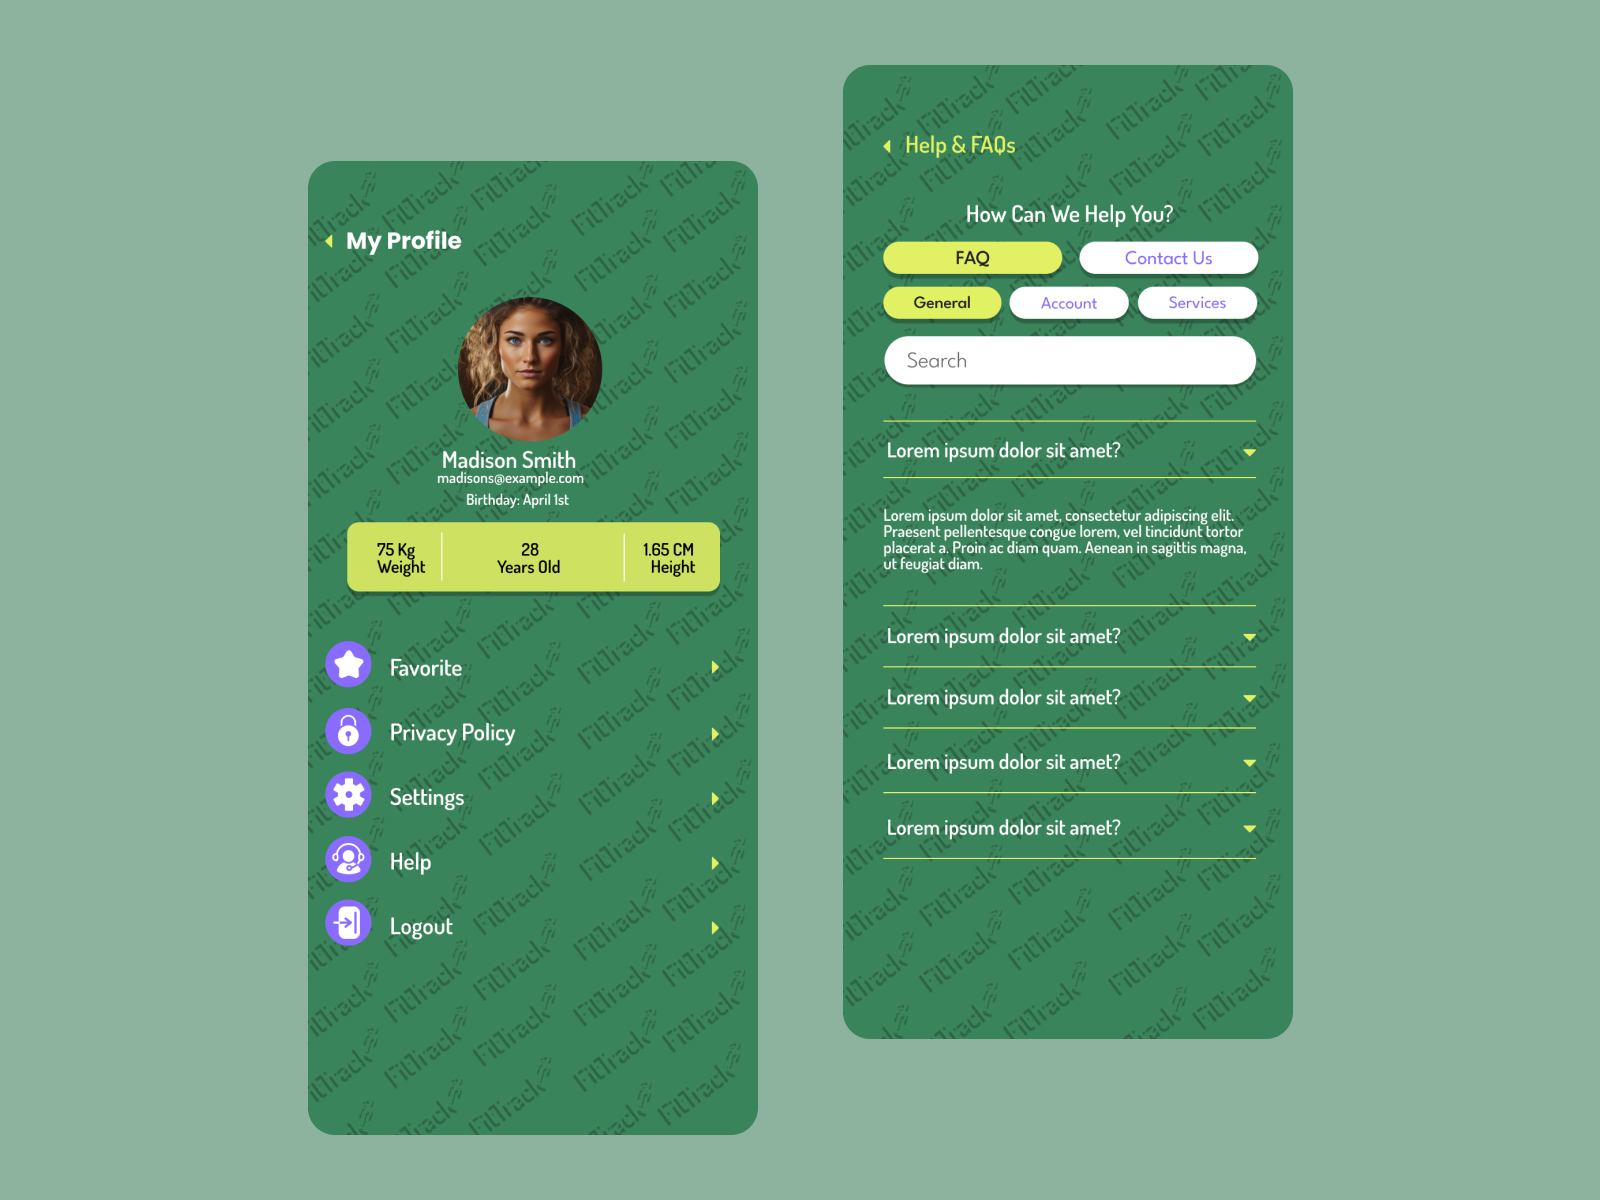 My Profile
Madison Smith
madisons@example.com
Birthday: April 1st
75 Kg
Weight
28
Years Old
1.65 CM
Height
Favorite
Privacy Policy
Settings
Help
Logout
Help & FAQs
How Can We Help You?
FAQ
Contact Us
General
Account
Services
Search
Lorem ipsum dolor sit amet?
Lorem ipsum dolor sit amet, consectetur adipiscing elit.
Praesent pellentesque congue lorem, vel tincidunt tortor
placerat a. Proin ac diam quam. Aenean in sagittis magna,
ut feugiat diam.
Lorem ipsum dolor sit amet?
Lorem ipsum dolor sit amet?
Lorem ipsum dolor sit amet?
Lorem ipsum dolor sit amet?